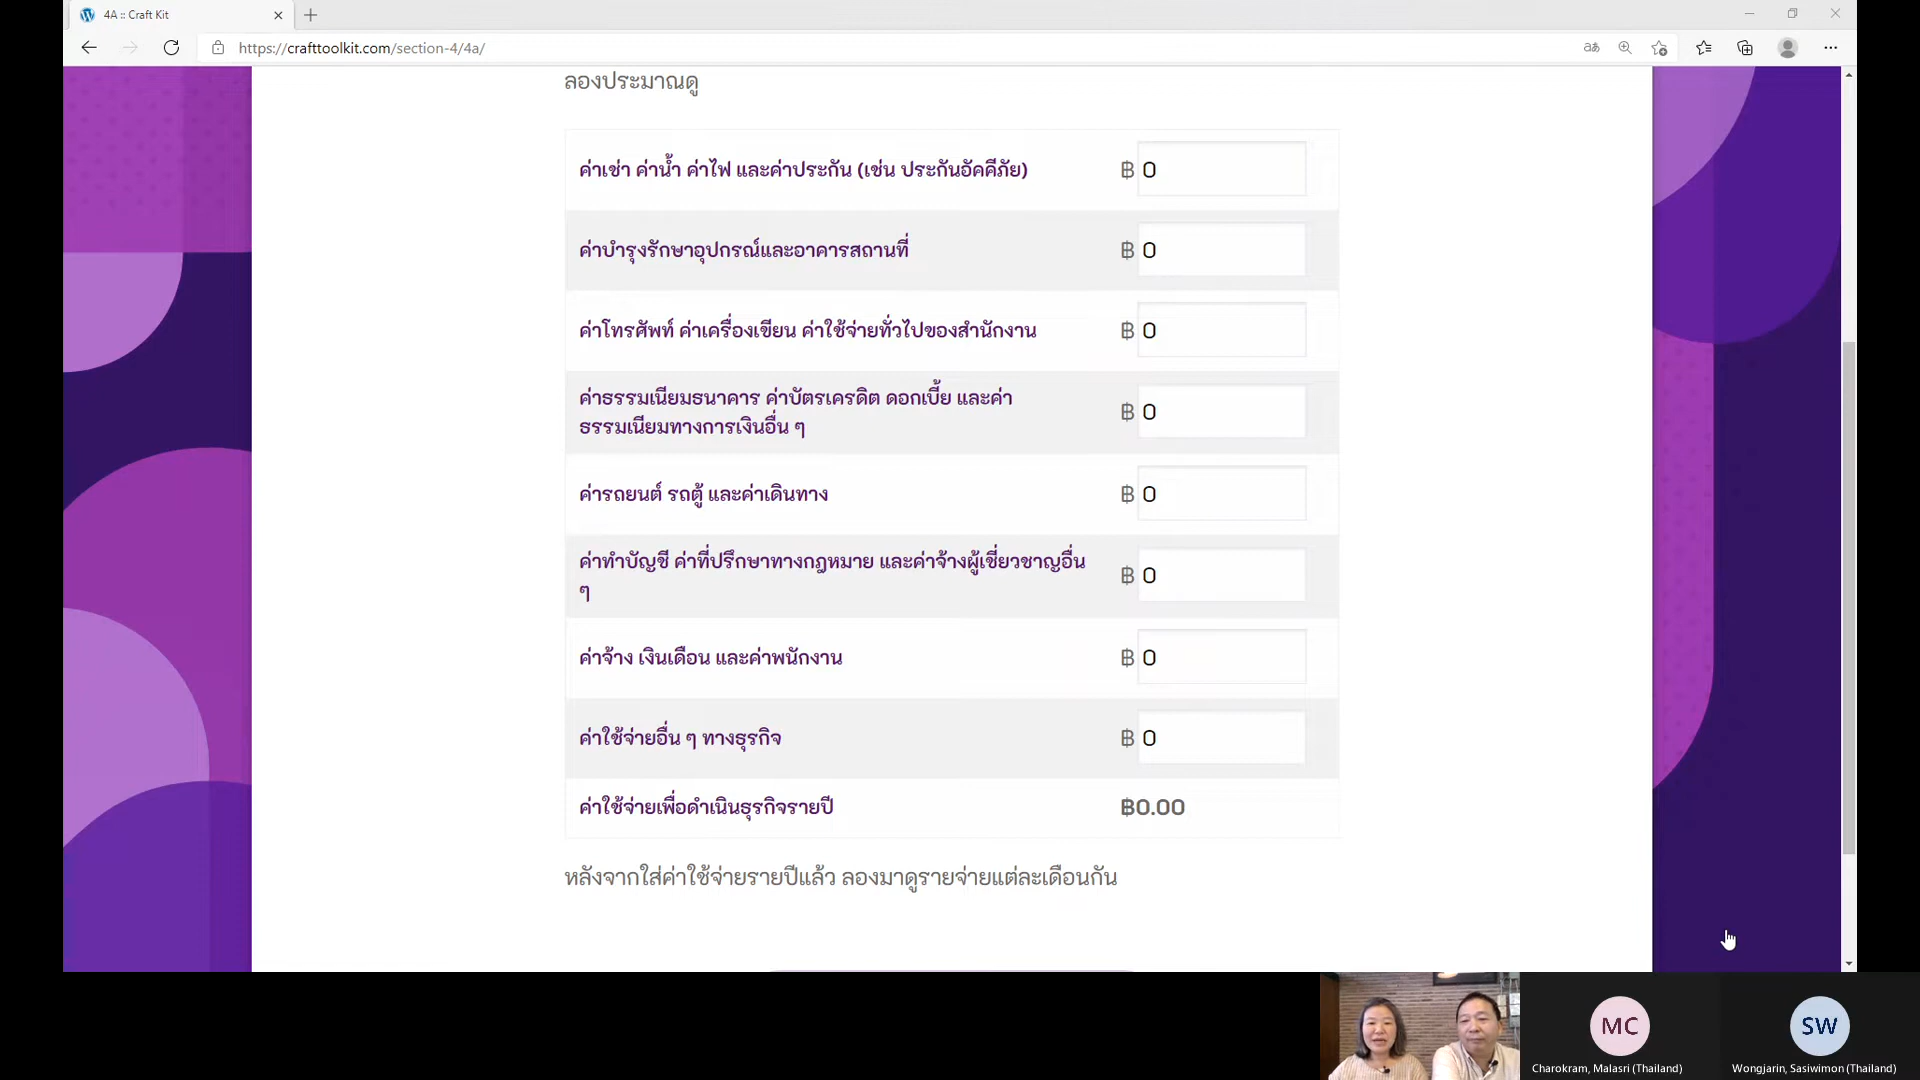 4A :: Craft Kit
https://crafttoolkit.com/section-4/4a/
ลองประมาณดู
ค่าเช่า ค่าน้ำ ค่าไฟ และค่าประกัน (เช่น ประกันอัคคีภัย) ฿ 0
ค่าบำรุงรักษาอุปกรณ์และอาคารสถานที่ ฿ 0
ค่าโทรศัพท์ ค่าเครื่องเขียน ค่าใช้จ่ายทั่วไปของสำนักงาน ฿ 0
ค่าธรรมเนียมธนาคาร ค่าบัตรเครดิต ดอกเบี้ย และค่า
ธรรมเนียมทางการเงินอื่น ๆ ฿ 0
ค่ารถยนต์ รถตู้ และค่าเดินทาง ฿ 0
ค่าทำบัญชี ค่าที่ปรึกษาทางกฎหมาย และค่าจ้างผู้เชี่ยวชาญอื่น
ๆ ฿ 0
ค่าจ้าง เงินเดือน และค่าพนักงาน ฿ 0
ค่าใช้จ่ายอื่น ๆ ทางธุรกิจ ฿ 0
ค่าใช้จ่ายเพื่อดำเนินธุรกิจรายปี ฿0.00
หลังจากใส่ค่าใช้จ่ายรายปีแล้ว ลองมาดูรายจ่ายแต่ละเดือนกัน
MC
Charokram, Malasri (Thailand)
SW
Wongjarin, Sasiwimon (Thailand)